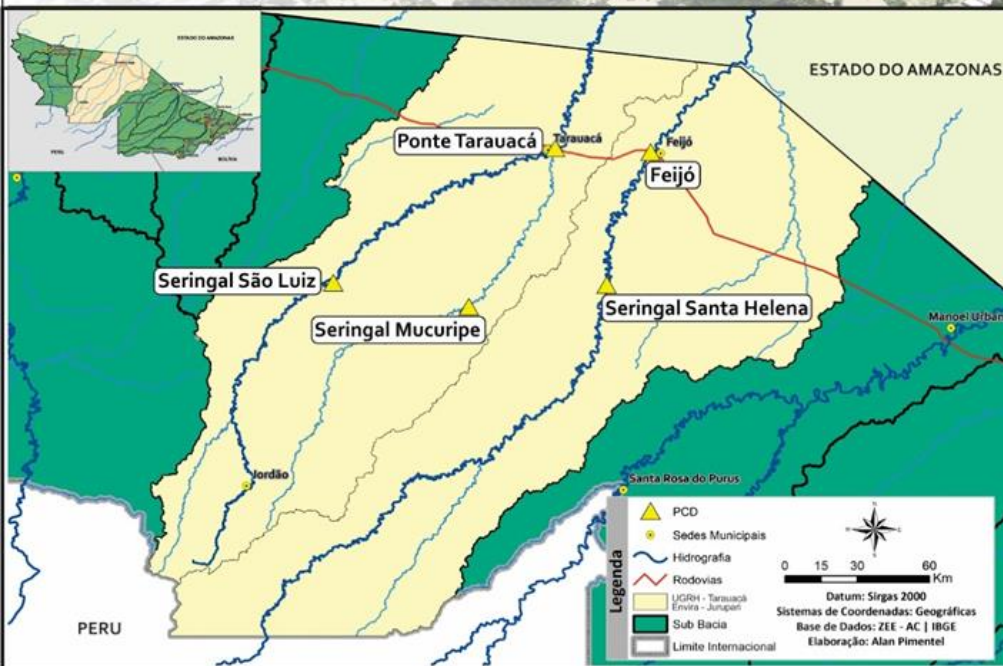 ESTADO DO AMAZONAS
PERU
BOLÍVIA
ESTADO DO AMAZONAS
Ponte Tarauacá
Tarauacá
Feijó
Feijó
Seringal São Luiz
Seringal Mucuripe
Seringal Santa Helena
Manoel Urban
Jordão
Santa Rosa do Purus
PERU
Legenda
PCD
Sedes Municipais
Hidrografia
Rodovias
UGRH - Tarauacá
Envira - Jurupari
Sub Bacia
Limite Internacional
N
0 15 30 60
Km
Datum: Sirgas 2000
Sistemas de Coordenadas: Geográficas
Base de Dados: ZEE - AC | IBGE
Elaboração: Alan Pimentel